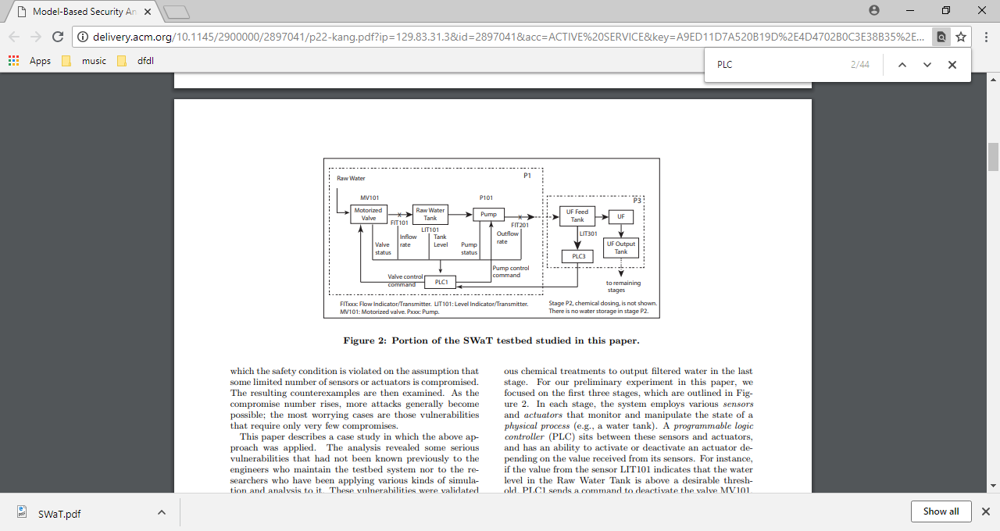 Model-Based Security An
delivery.acm.org/10.1145/2900000/2897041/p22-kang.pdf?ip=129.83.31.3&id=2897041&acc=ACTIVE%20SERVICE&key=A9ED11D7A520B19D%2E4D4702B0C3E38B35%2E...
Apps music dfdl
PLC 2/44
Raw Water
P1
MV101
P101
P3
Motorized
Valve
Raw Water
Tank
Pump
UF Feed
Tank
UF
FIT101
FIT201
LIT101
LIT301
Inflow
rate
Tank
Level
Outflow
rate
Valve
status
Pump
status
UF Output
Tank
PLC3
Pump control
command
Valve control
command
PLC1
to remaining
stages
FITxxx: Flow Indicator/Transmitter. LIT101: Level Indicator/Transmitter.
MV101: Motorized valve. Pxxx: Pump.
Stage P2, chemical dosing, is not shown.
There is no water storage in stage P2.
Figure 2: Portion of the SWaT testbed studied in this paper.
which the safety condition is violated on the assumption that
some limited number of sensors or actuators is compromised.
The resulting counterexamples are then examined. As the
compromise number rises, more attacks generally become
possible; the most worrying cases are those vulnerabilities
that require only very few compromises.
This paper describes a case study in which the above ap-
proach was applied. The analysis revealed some serious
vulnerabilities that had not been known previously to the
engineers who maintain the testbed system nor to the re-
searchers who have been applying various kinds of simula-
tion and analysis to it. These vulnerabilities were validated
ous chemical treatments to output filtered water in the last
stage. For our preliminary experiment in this paper, we
focused on the first three stages, which are outlined in Fig-
ure 2. In each stage, the system employs various sensors
and actuators that monitor and manipulate the state of a
physical process (e.g., a water tank). A programmable logic
controller (PLC) sits between these sensors and actuators,
and has an ability to activate or deactivate an actuator de-
pending on the value received from its sensors. For instance,
if the value from the sensor LIT101 indicates that the water
level in the Raw Water Tank is above a desirable thresh-
old, PLC1 sends a command to deactivate the valve MV101,
SWaT.pdf
Show all